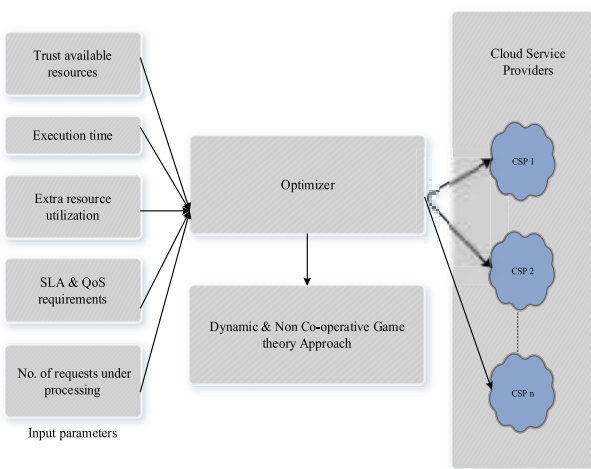 Trust available
resources
Execution time
Extra resource
utilization
SLA & QoS
requirements
No. of requests under
processing
Input parameters
Optimizer
Dynamic & Non Co-operative Game
theory Approach
Cloud Service
Providers
CSP 1
CSP 2
CSP n